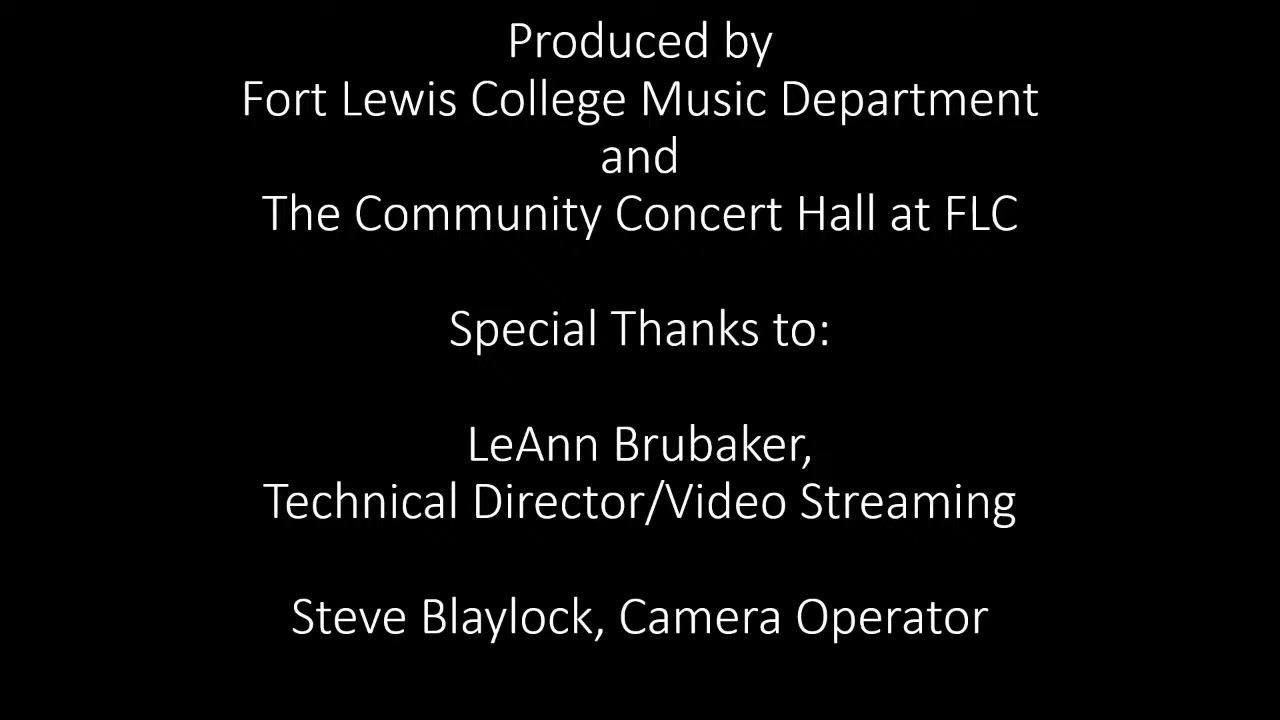 Produced by
Fort Lewis College Music Department
and
The Community Concert Hall at FLC
Special Thanks to:
LeAnn Brubaker,
Technical Director/Video Streaming
Steve Blaylock, Camera Operator